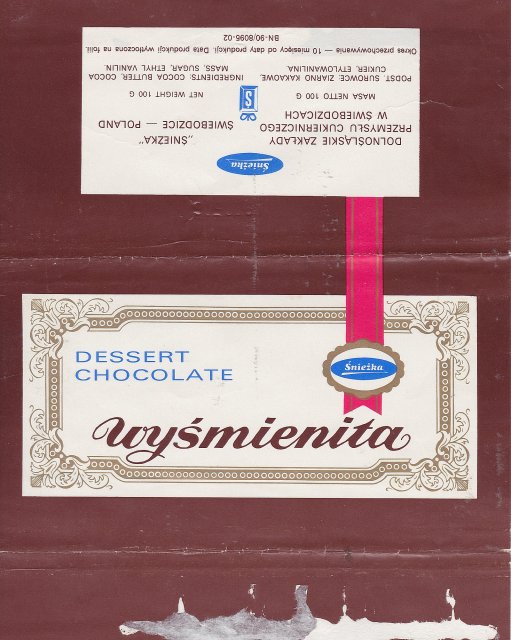 Śnieżka
DOLNOŚLĄSKIE ZAKŁADY
PRZEMYSŁU CUKIERNICZEGO
W ŚWIEBODZICACH
„ŚNIEŻKA”
ŚWIEBODZICE — POLAND
MASA NETTO 100 G
S
NET WEIGHT 100 G
PODST. SUROWCE: ZIARNO KAKAOWE,
CUKIER, ETYLOWANILINA
INGREDIENTS: COCOA BUTTER, COCOA
MASS, SUGAR, ETHYL VANILIN.
Okres przechowywania — 10 miesięcy od daty produkcji. Data produkcji wytłoczona na folii.
BN-90/8095-02
DESSERT
CHOCOLATE
Śnieżka
wyśmienita